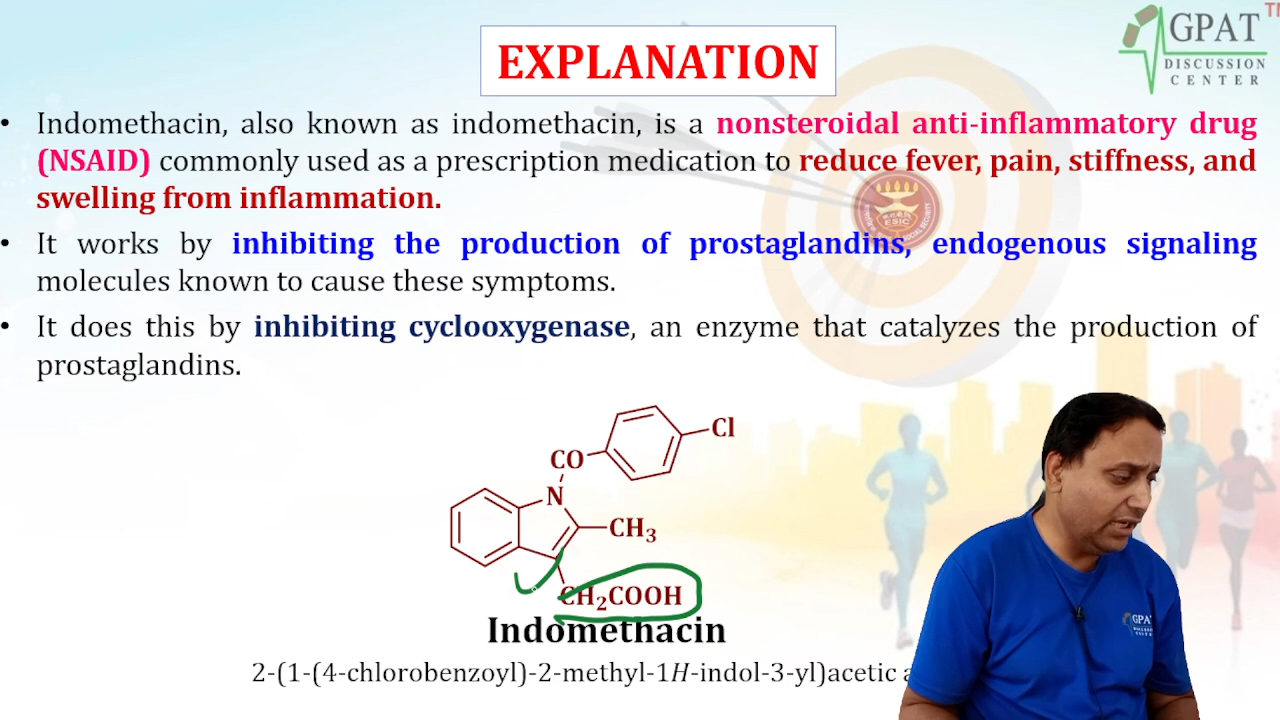 GPAT TM
DISCUSSION
CENTER
EXPLANATION
• Indomethacin, also known as indomethacin, is a nonsteroidal anti-inflammatory drug
(NSAID) commonly used as a prescription medication to reduce fever, pain, stiffness, and
swelling from inflammation.
• It works by inhibiting the production of prostaglandins, endogenous signaling
molecules known to cause these symptoms.
• It does this by inhibiting cyclooxygenase, an enzyme that catalyzes the production of
prostaglandins.
ESIC
Cl
CO
N
CH3
CH2COOH
Indomethacin
2-(1-(4-chlorobenzoyl)-2-methyl-1H-indol-3-yl)acetic a
GPAT